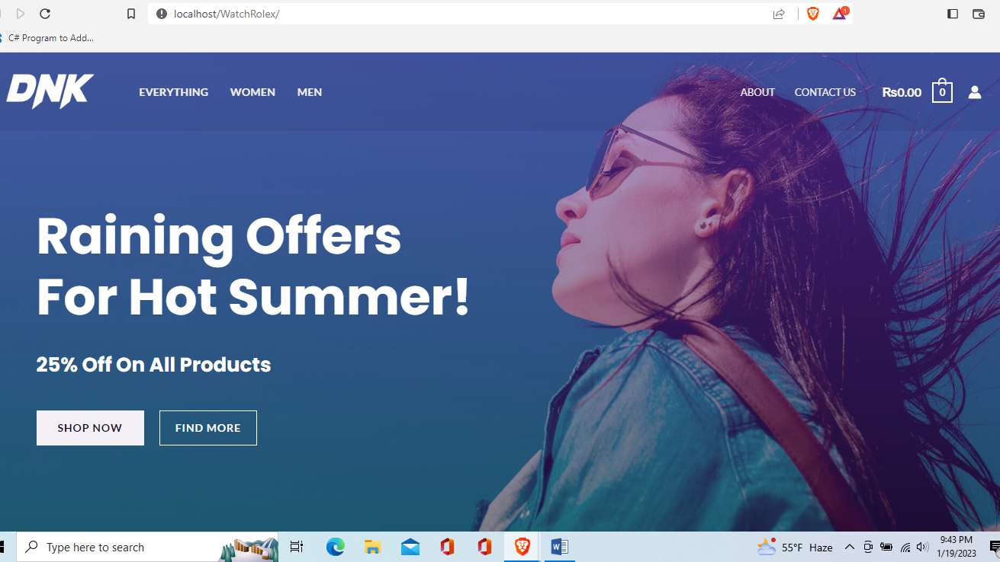 localhost/WatchRolex/
1
C# Program to Add...
DNK
EVERYTHING WOMEN MEN
ABOUT CONTACT US Rs0.00 0
Raining Offers
For Hot Summer!
25% Off On All Products
SHOP NOW FIND MORE
Type here to search
55°F Haze
9:43 PM
1/19/2023